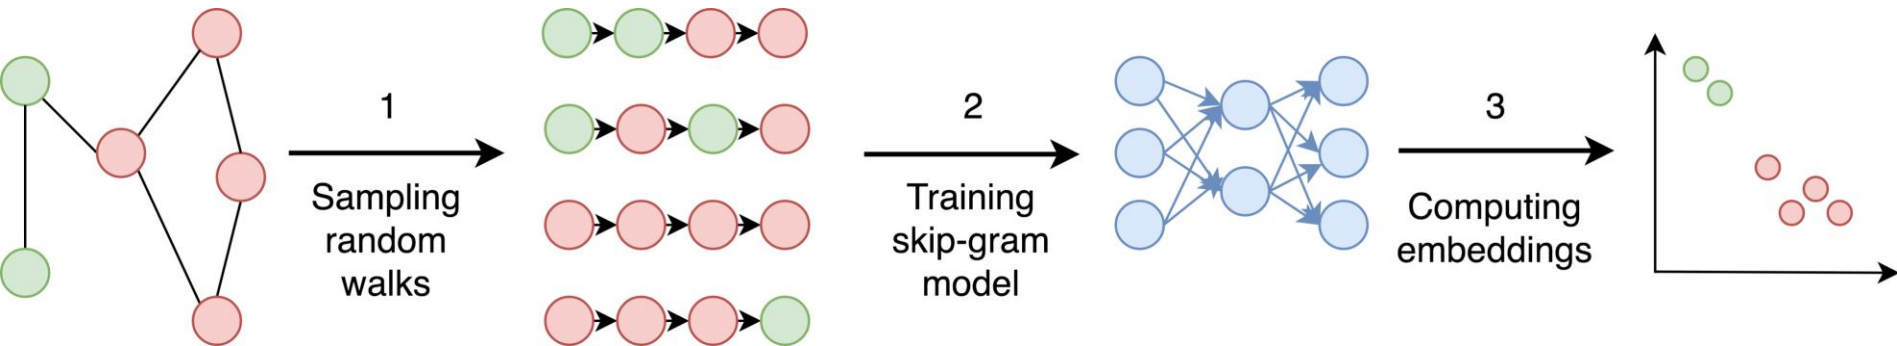 1
Sampling
random
walks
2
Training
skip-gram
model
3
Computing
embeddings